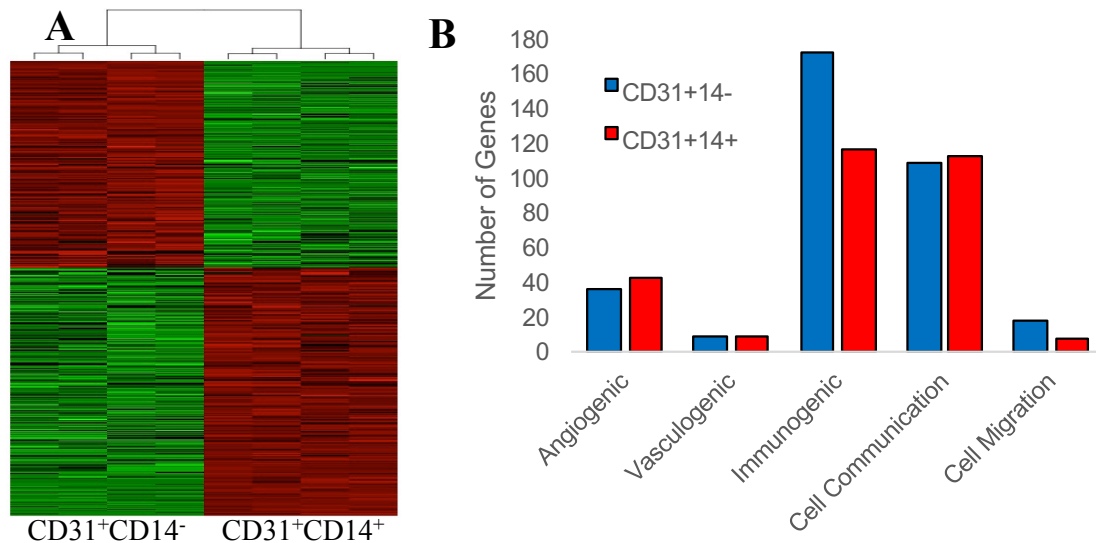 A
CD31⁺CD14⁻
CD31⁺CD14⁺
B
Number of Genes
180
160
140
120
100
80
60
40
20
0
CD31+14-
CD31+14+
Angiogenic
Vasculogenic
Immunogenic
Cell Communication
Cell Migration